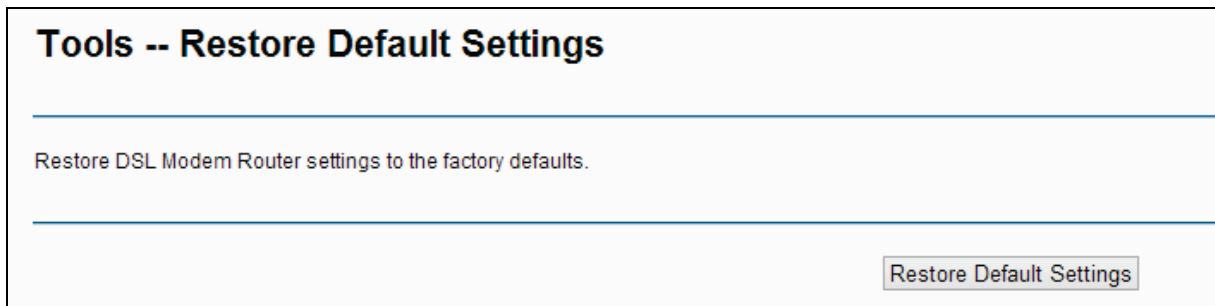 Tools -- Restore Default Settings
Restore DSL Modem Router settings to the factory defaults.
Restore Default Settings